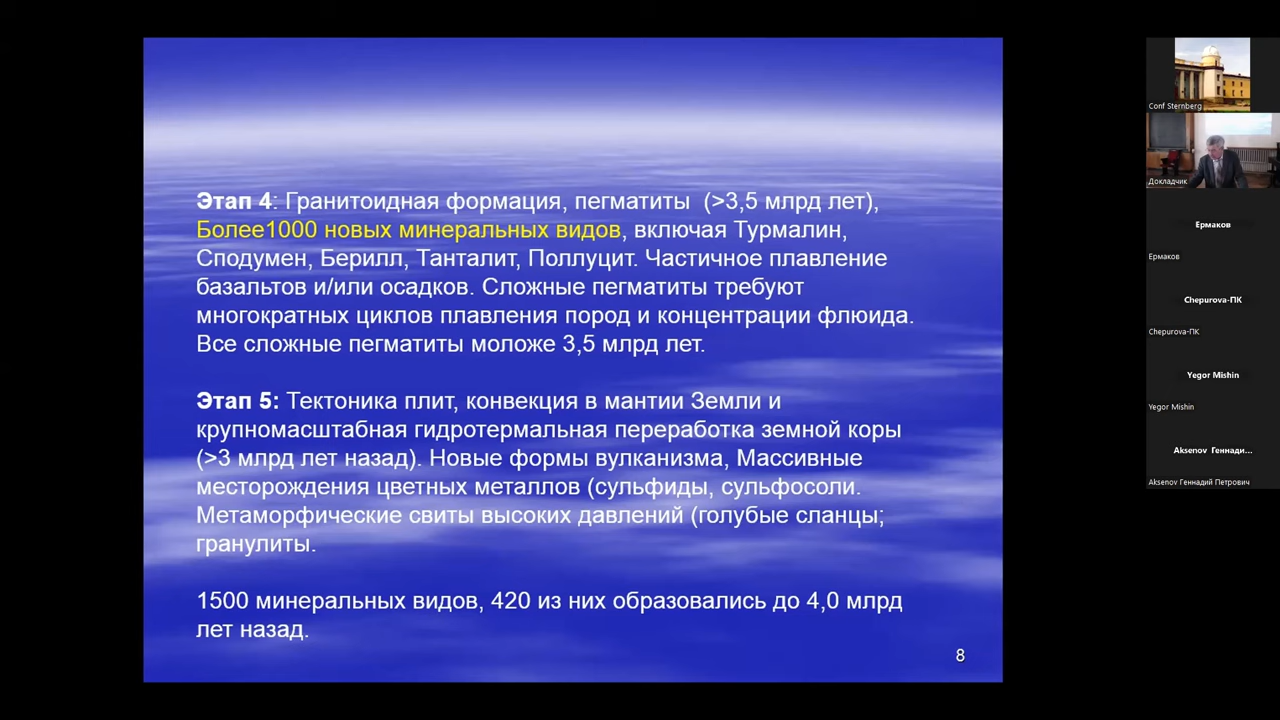 Этап 4: Гранитоидная формация, пегматиты (>3,5 млрд лет),
Более1000 новых минеральных видов, включая Турмалин,
Сподумен, Берилл, Танталит, Поллуцит. Частичное плавление
базальтов и/или осадков. Сложные пегматиты требуют
многократных циклов плавления пород и концентрации флюида.
Все сложные пегматиты моложе 3,5 млрд лет.
Этап 5: Тектоника плит, конвекция в мантии Земли и
крупномасштабная гидротермальная переработка земной коры
(>3 млрд лет назад). Новые формы вулканизма, Массивные
месторождения цветных металлов (сульфиды, сульфосоли.
Метаморфические свиты высоких давлений (голубые сланцы;
гранулиты.
1500 минеральных видов, 420 из них образовались до 4,0 млрд
лет назад.
8
Conf Sternberg
Докладчик
Ермаков
Ермаков
Chepurova-ПК
Chepurova-ПК
Yegor Mishin
Yegor Mishin
Aksenov Геннади...
Aksenov Геннадий Петрович